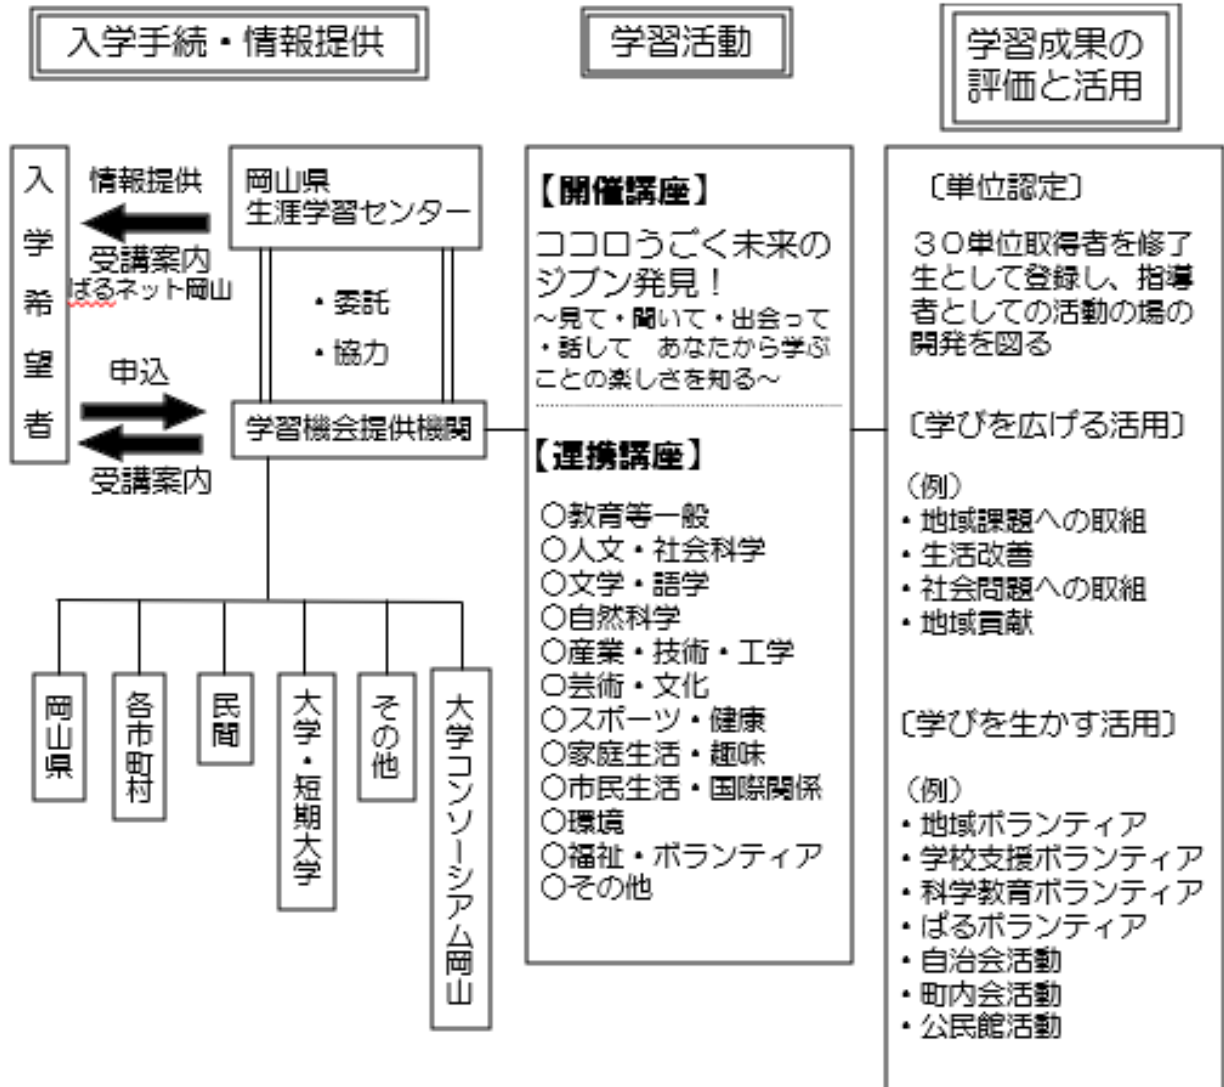 入学手続・情報提供
学習活動
学習成果の
評価と活用
入学希望者
情報提供
受講案内
ぱるネット岡山
申込
受講案内
岡山県
生涯学習センター
・委託
・協力
学習機会提供機関
岡山県
各市町村
民間
大学・短期大学
その他
大学コンソーシアム岡山
【開催講座】
ココロうごく未来の
ジブン発見！
～見て・聞いて・出会って
・話して　あなたから学ぶ
ことの楽しさを知る～
【連携講座】
○教育等一般
○人文・社会科学
○文学・語学
○自然科学
○産業・技術・工学
○芸術・文化
○スポーツ・健康
○家庭生活・趣味
○市民生活・国際関係
○環境
○福祉・ボランティア
○その他
〔単位認定〕
３０単位取得者を修了
生として登録し、指導
者としての活動の場の
開発を図る
〔学びを広げる活用〕
（例）
・地域課題への取組
・生活改善
・社会問題への取組
・地域貢献
〔学びを生かす活用〕
（例）
・地域ボランティア
・学校支援ボランティア
・科学教育ボランティア
・ぱるボランティア
・自治会活動
・町内会活動
・公民館活動